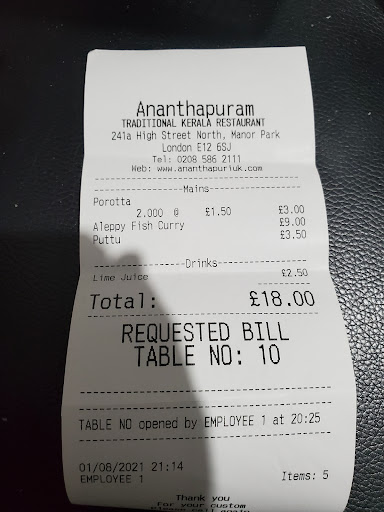 Ananthapuram
TRADITIONAL KERALA RESTAURANT
241a High Street North, Manor Park
London E12 6SJ
Tel: 0208 586 2111
Web: www.ananthapuriuk.com
Mains
Porotta
2.000 @ £1.50 £3.00
Aleppy Fish Curry £9.00
Puttu £3.50
Drinks
Lime Juice £2.50
Total: £18.00
REQUESTED BILL
TABLE NO: 10
TABLE NO opened by EMPLOYEE 1 at 20:25
01/08/2021 21:14
EMPLOYEE 1 Items: 5
Thank you
For your custom